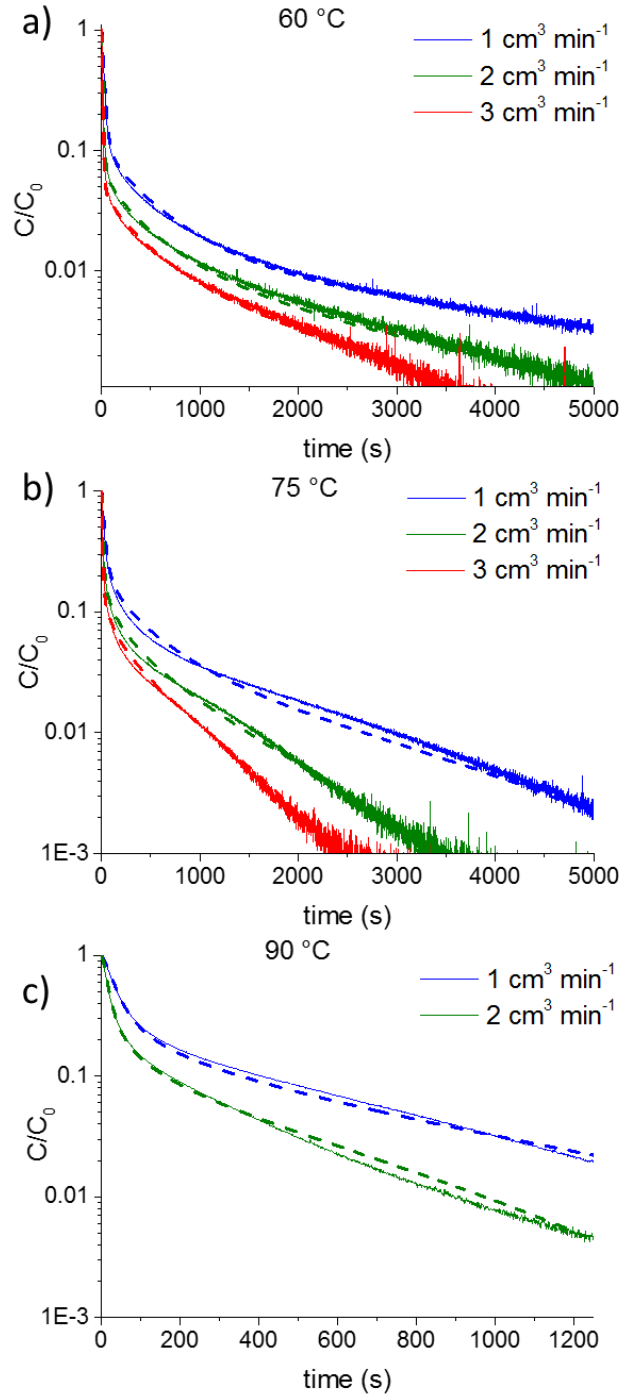 a)
60 °C
1 cm³ min⁻¹
2 cm³ min⁻¹
3 cm³ min⁻¹
1
0.1
0.01
C/C₀
0 1000 2000 3000 4000 5000
time (s)
b)
75 °C
1 cm³ min⁻¹
2 cm³ min⁻¹
3 cm³ min⁻¹
1
0.1
0.01
1E-3
C/C₀
0 1000 2000 3000 4000 5000
time (s)
c)
90 °C
1 cm³ min⁻¹
2 cm³ min⁻¹
1
0.1
0.01
1E-3
C/C₀
0 200 400 600 800 1000 1200
time (s)